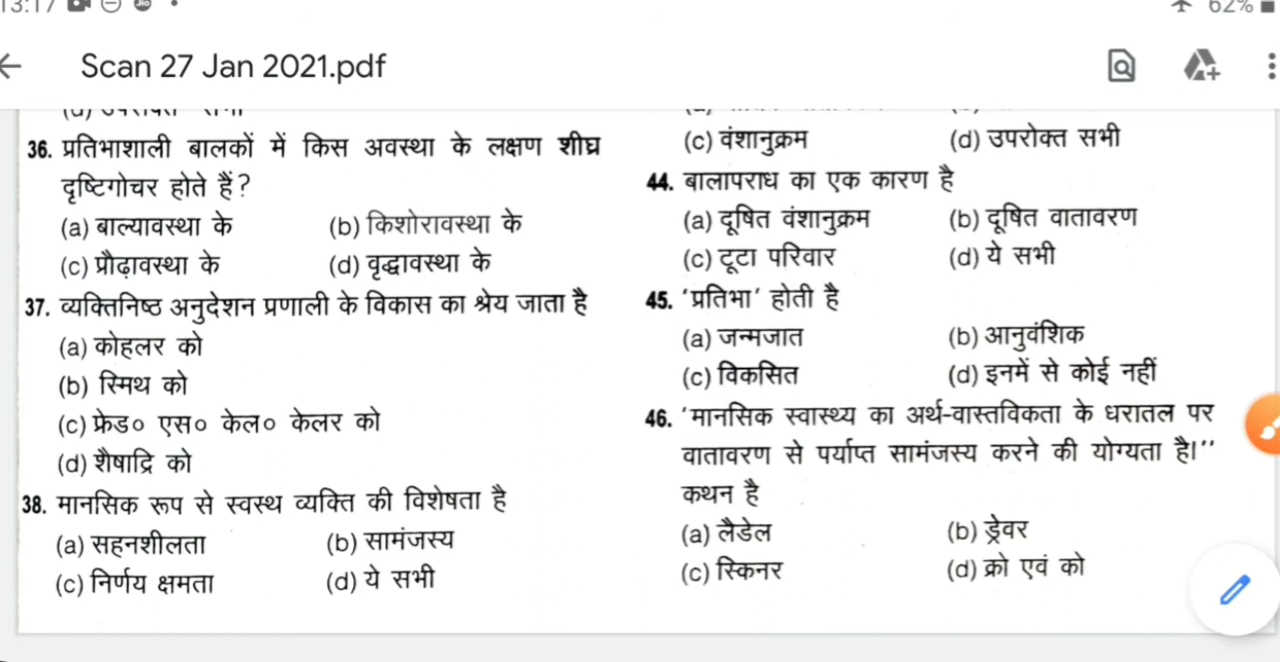 13:17
62%
Scan 27 Jan 2021.pdf
36. प्रतिभाशाली बालकों में किस अवस्था के लक्षण शीघ्र
दृष्टिगोचर होते हैं?
(a) बाल्यावस्था के (b) किशोरावस्था के
(c) प्रौढ़ावस्था के (d) वृद्धावस्था के
37. व्यक्तिनिष्ठ अनुदेशन प्रणाली के विकास का श्रेय जाता है
(a) कोहलर को
(b) स्मिथ को
(c) फ्रेड० एस० केल० केलर को
(d) शैषाद्रि को
38. मानसिक रूप से स्वस्थ व्यक्ति की विशेषता है
(a) सहनशीलता (b) सामंजस्य
(c) निर्णय क्षमता (d) ये सभी
(c) वंशानुक्रम (d) उपरोक्त सभी
44. बालापराध का एक कारण है
(a) दूषित वंशानुक्रम (b) दूषित वातावरण
(c) टूटा परिवार (d) ये सभी
45. ‘प्रतिभा’ होती है
(a) जन्मजात (b) आनुवंशिक
(c) विकसित (d) इनमें से कोई नहीं
46. ‘मानसिक स्वास्थ्य का अर्थ-वास्तविकता के धरातल पर
वातावरण से पर्याप्त सामंजस्य करने की योग्यता है।’’
कथन है
(a) लैडेल (b) ड्रेवर
(c) स्किनर (d) क्रो एवं को